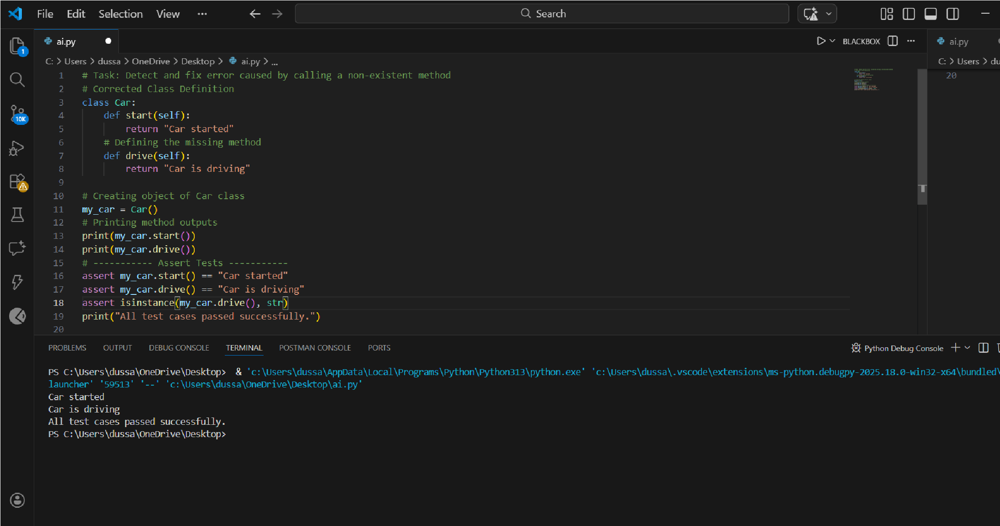 File Edit Selection View ··· Search
ai.py BLACKBOX ··· ai.py
C: > Users > dussa > OneDrive > Desktop > ai.py > ... C: > Users > du
1 # Task: Detect and fix error caused by calling a non-existent method
20
2 # Corrected Class Definition
3 class Car:
4 def start(self):
5 return "Car started"
6 # Defining the missing method
7 def drive(self):
8 return "Car is driving"
9
10 # Creating object of Car class
11 my_car = Car()
12 # Printing method outputs
13 print(my_car.start())
14 print(my_car.drive())
15 # ----------- Assert Tests -----------
16 assert my_car.start() == "Car started"
17 assert my_car.drive() == "Car is driving"
18 assert isinstance(my_car.drive(), str)
19 print("All test cases passed successfully.")
20
1
10K
PROBLEMS OUTPUT DEBUG CONSOLE TERMINAL POSTMAN CONSOLE PORTS Python Debug Console
PS C:\Users\dussa\OneDrive\Desktop> & 'c:\Users\dussa\AppData\Local\Programs\Python\Python313\python.exe' 'c:\Users\dussa\.vscode\extensions\ms-python.debugpy-2025.18.0-win32-x64\bundled\
launcher' '59513' '--' 'c:\Users\dussa\OneDrive\Desktop\ai.py'
Car started
Car is driving
All test cases passed successfully.
PS C:\Users\dussa\OneDrive\Desktop>